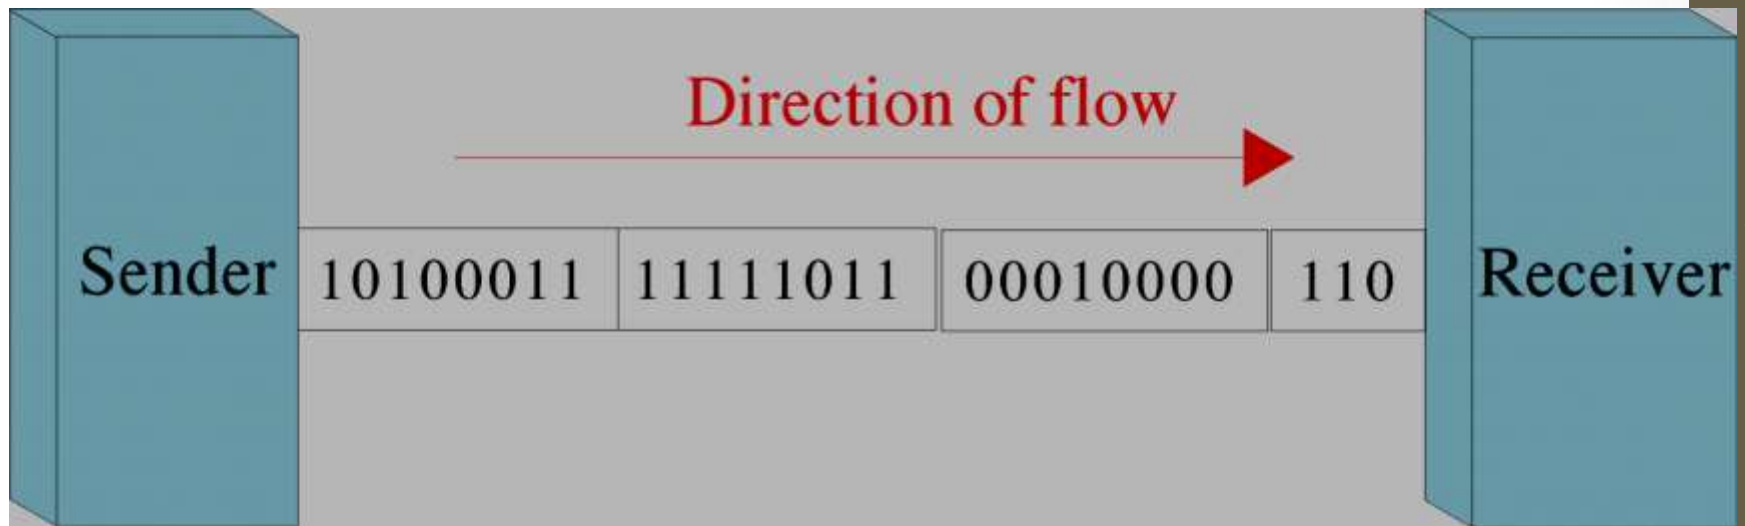 Direction of flow
Sender 10100011 11111011 00010000 110 Receiver